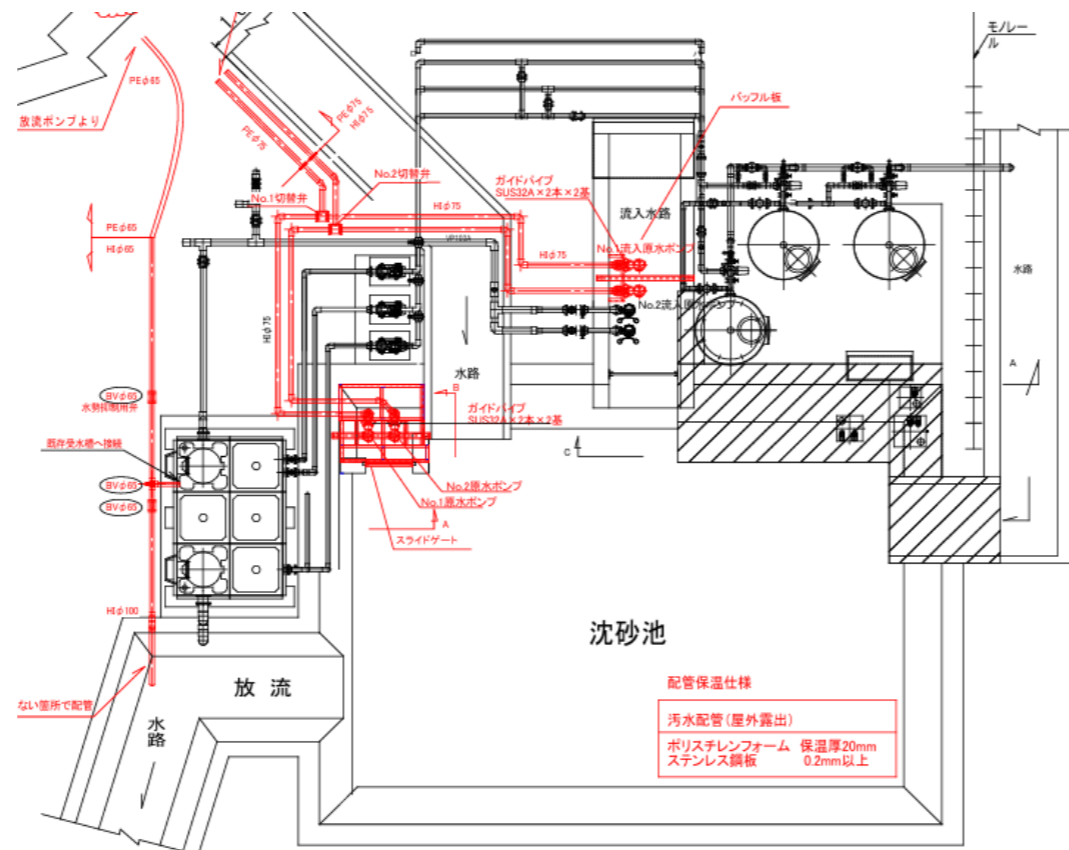 モノレー
ル
PEφ65
放流ポンプより
PEφ75
HIφ75
PEφ75
バッフル板
No.2切替弁
No.1切替弁
ガイドパイプ
SUS32A×2本×2基
流入水路
HIφ75
No.1流入原水ポンプ
HIφ75
PEφ65
HIφ65
水路
No.2流入原水ポンプ
HIφ75
水路
A
B
BVφ65
水勢抑制用弁
ガイドパイプ
SUS32A×2本×2基
既存受水槽へ接続
C
BVφ65
No.2原水ポンプ
No.1原水ポンプ
BVφ65
A
スライドゲート
HIφ100
沈砂池
放 流
配管保温仕様
ない箇所で配管
水
路
汚水配管(屋外露出)
ポリスチレンフォーム 保温厚20mm
ステンレス鋼板 0.2mm以上